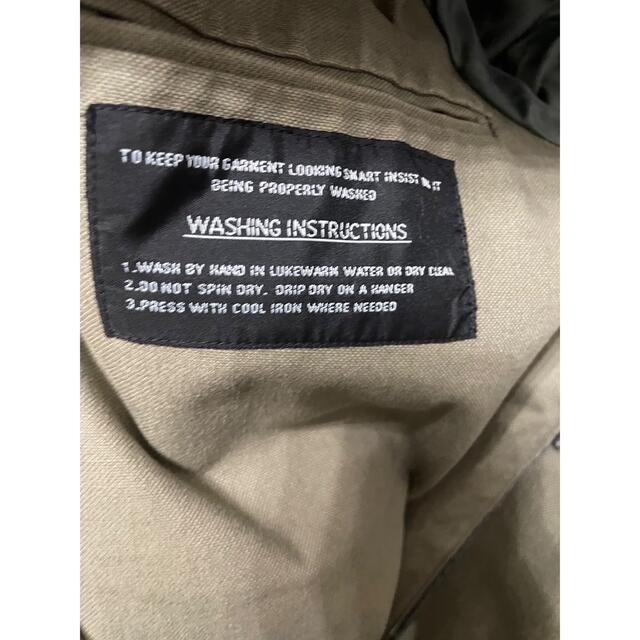 TO KEEP YOUR GARMENT LOOKING SMART INSIST ON IT
BEING PROPERLY WASHED
WASHING INSTRUCTIONS
1.WASH BY HAND IN LUKEWARM WATER OR DRY CLEAN
2.DO NOT SPIN DRY. DRIP DRY ON A HANGER
3.PRESS WITH COOL IRON WHERE NEEDED